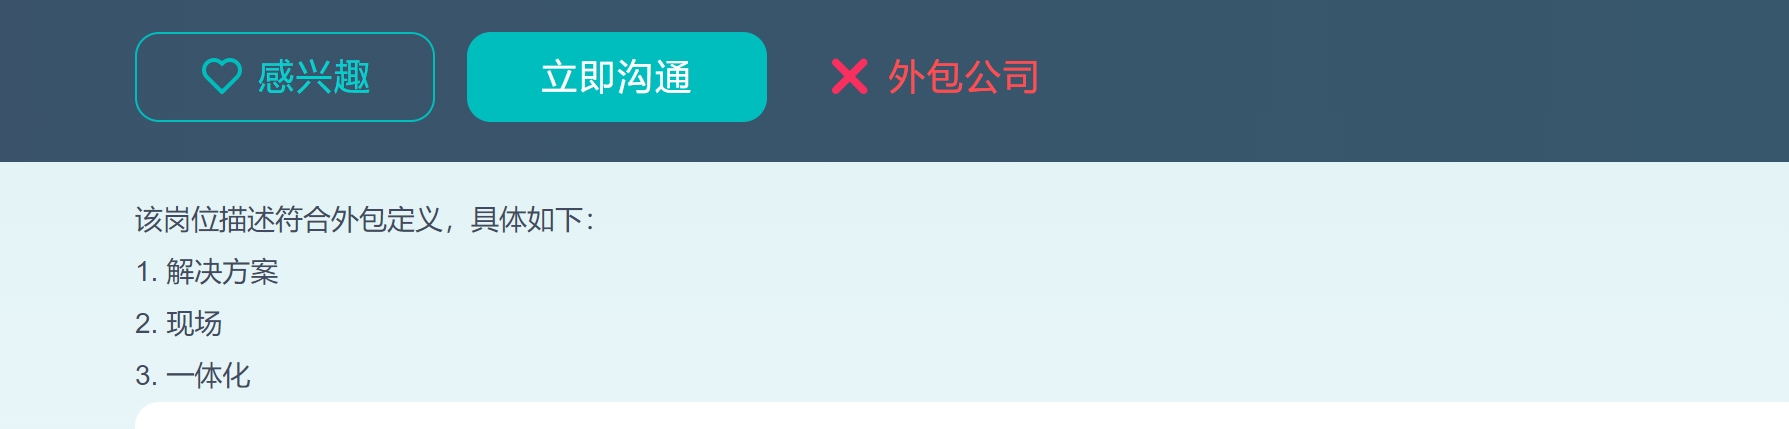 感兴趣 立即沟通 ❌ 外包公司
该岗位描述符合外包定义，具体如下：
1. 解决方案
2. 现场
3. 一体化